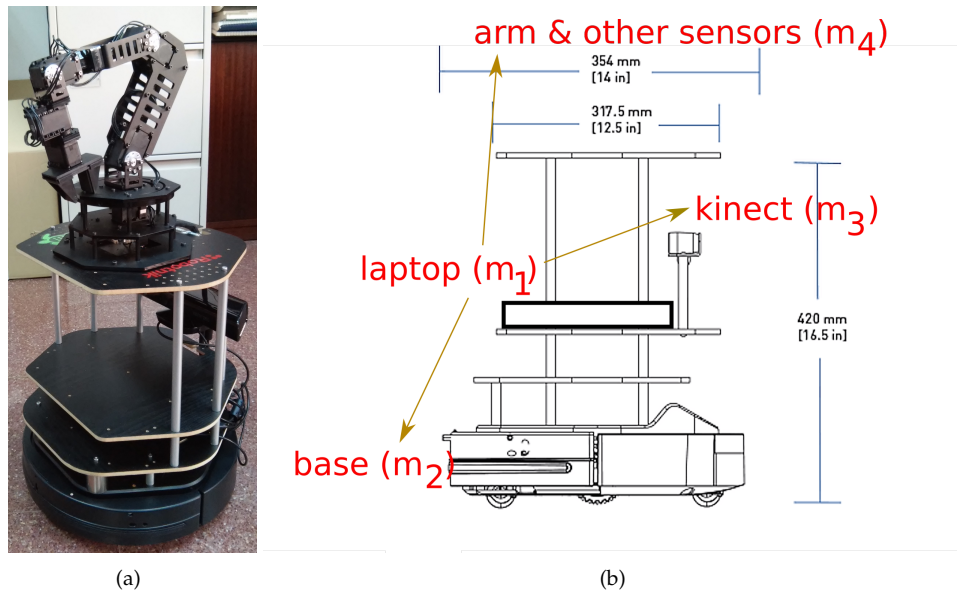 arm & other sensors (m4)
354 mm
[14 in]
317.5 mm
[12.5 in]
kinect (m3)
laptop (m1)
420 mm
[16.5 in]
base (m2)
Robotnik
(a)
(b)